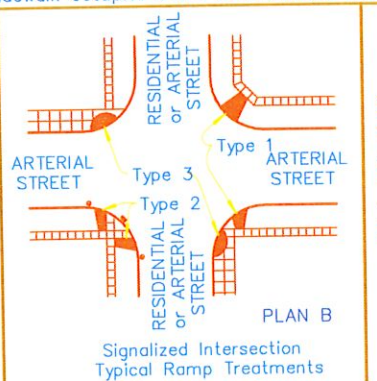 RESIDENTIAL
or ARTERIAL
STREET
Type 1
ARTERIAL
STREET
Type 3
ARTERIAL
STREET
Type 2
RESIDENTIAL
or ARTERIAL
STREET
PLAN B
Signalized Intersection
Typical Ramp Treatments